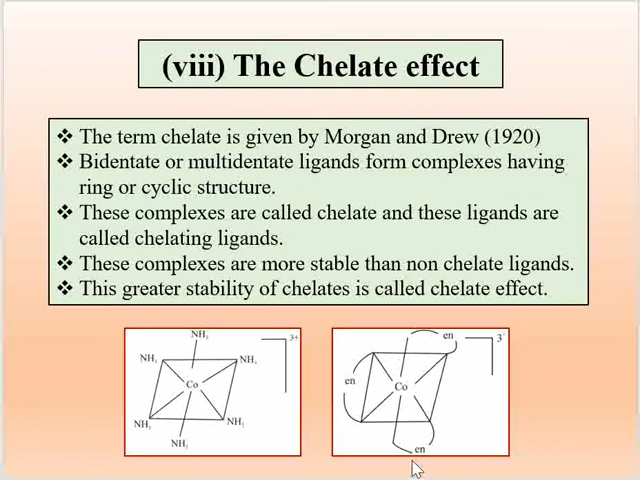 (viii) The Chelate effect
❖ The term chelate is given by Morgan and Drew (1920)
❖ Bidentate or multidentate ligands form complexes having
ring or cyclic structure.
❖ These complexes are called chelate and these ligands are
called chelating ligands.
❖ These complexes are more stable than non chelate ligands.
❖ This greater stability of chelates is called chelate effect.
NH₃ 3+
NH₃ NH₃
Co
NH₃ NH₃
NH₃
en 3+
en Co
en